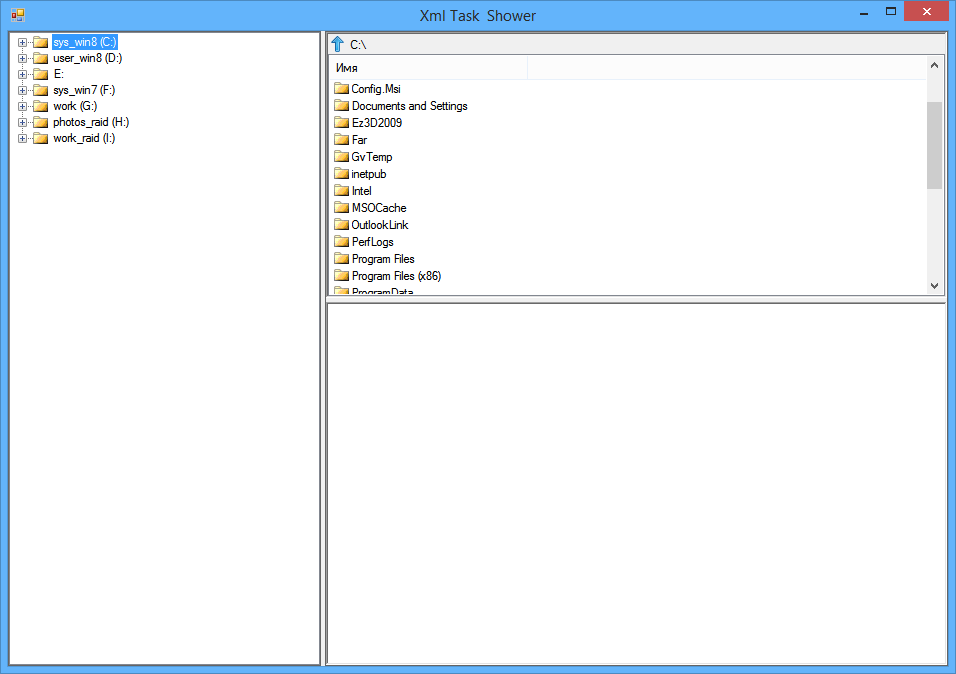 Xml Task Shower
sys_win8 (C:)
user_win8 (D:)
E:
sys_win7 (F:)
work (G:)
photos_raid (H:)
work_raid (I:)
C:\
Имя
Config.Msi
Documents and Settings
Ez3D2009
Far
GvTemp
inetpub
Intel
MSOCache
OutlookLink
PerfLogs
Program Files
Program Files (x86)
ProgramData